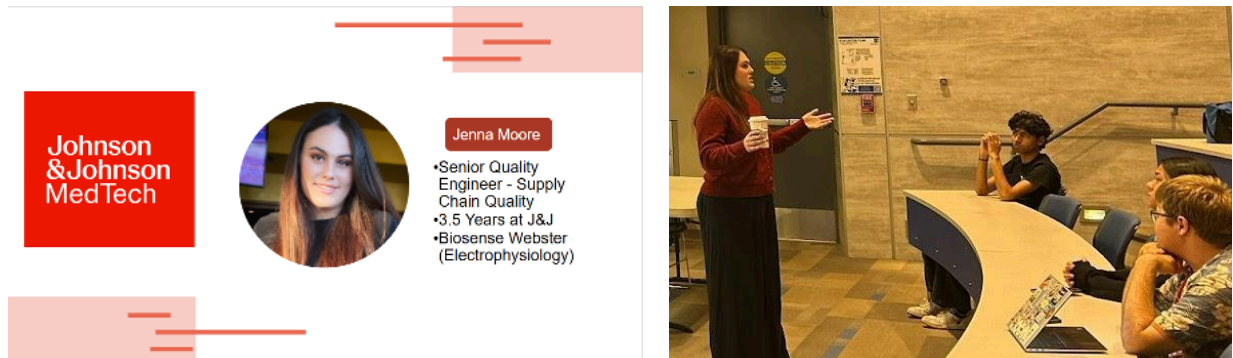 Johnson
&Johnson
MedTech
Jenna Moore
•Senior Quality
Engineer - Supply
Chain Quality
•3.5 Years at J&J
•Biosense Webster
(Electrophysiology)